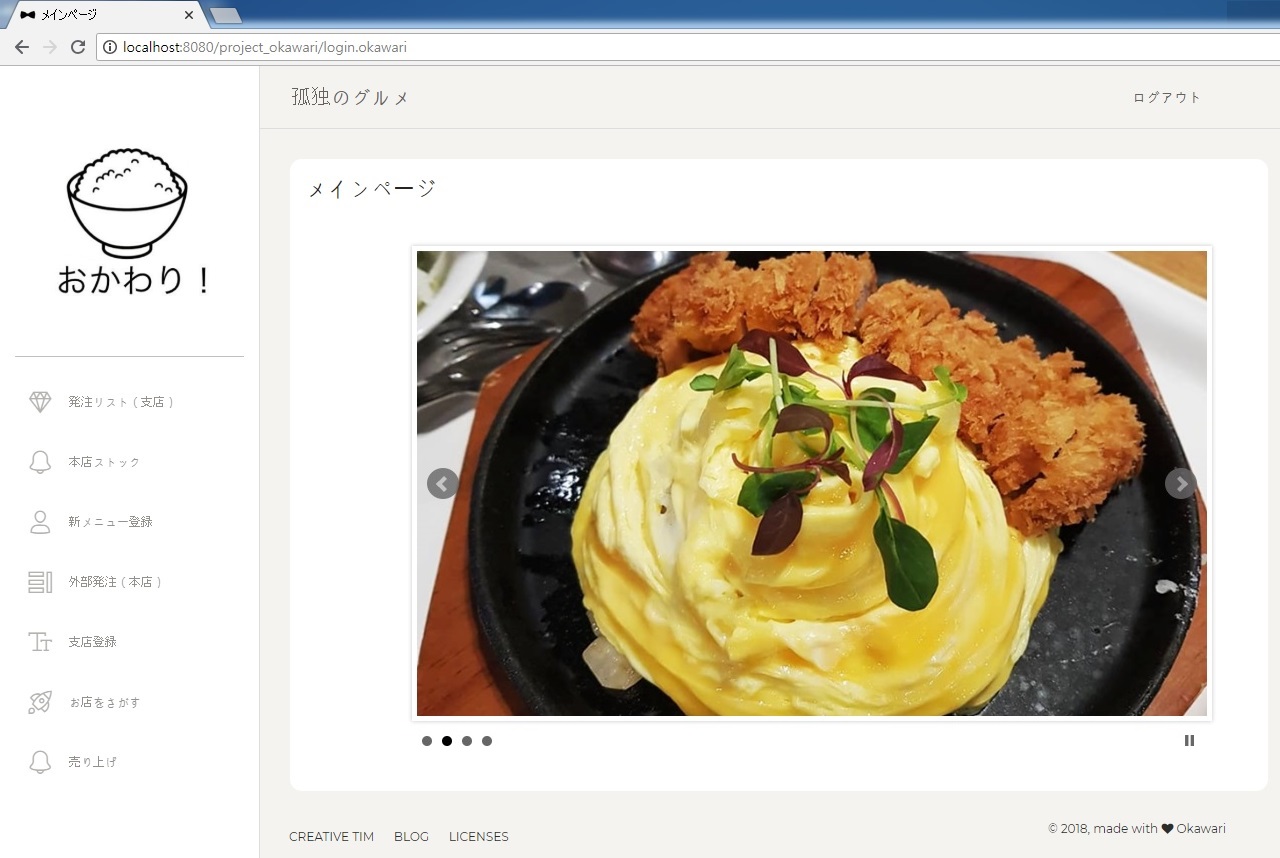 メインページ
localhost:8080/project_okawari/login.okawari
孤独のグルメ
ログアウト
おかわり！
発注リスト ( 支店 )
本店ストック
新メニュー登録
外部発注 ( 本店 )
支店登録
お店をさがす
売り上げ
メインページ
CREATIVE TIM BLOG LICENSES
© 2018, made with ♥ Okawari